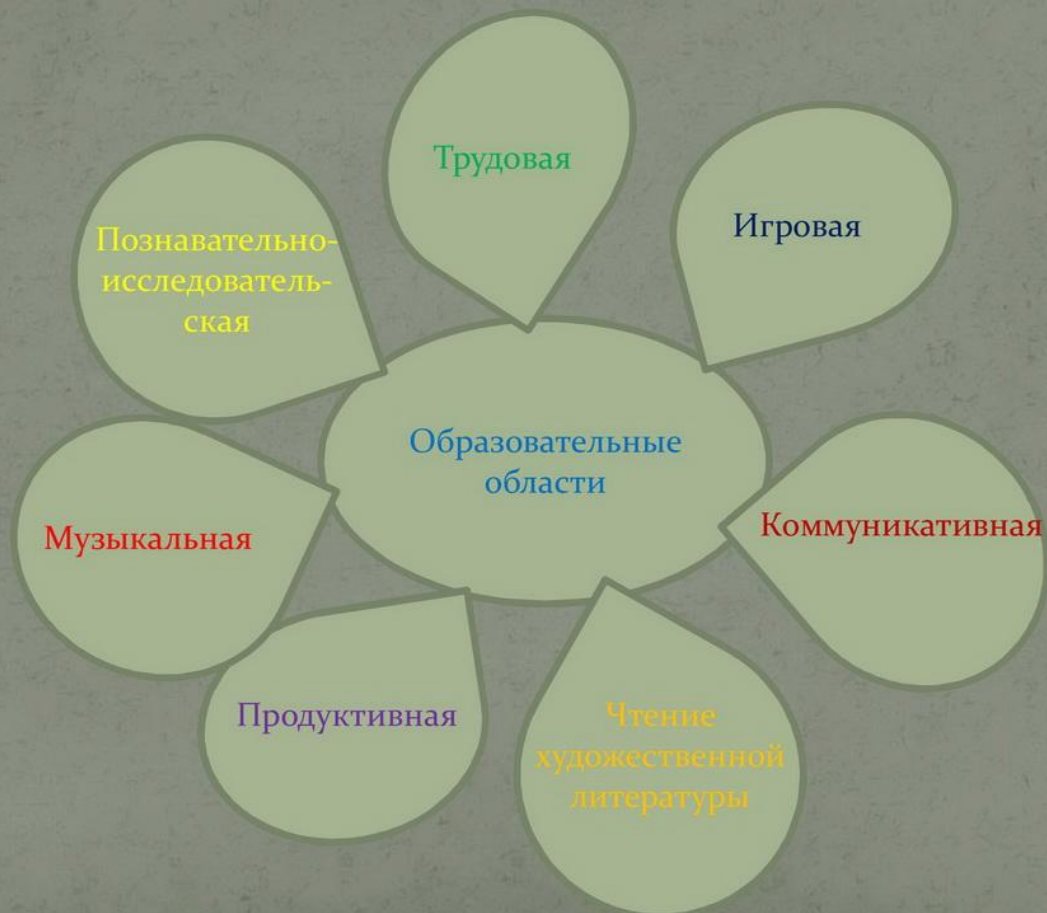 Трудовая
Игровая
Познавательно-
исследователь-
ская
Образовательные
области
Коммуникативная
Музыкальная
Продуктивная
Чтение
художественной
литературы